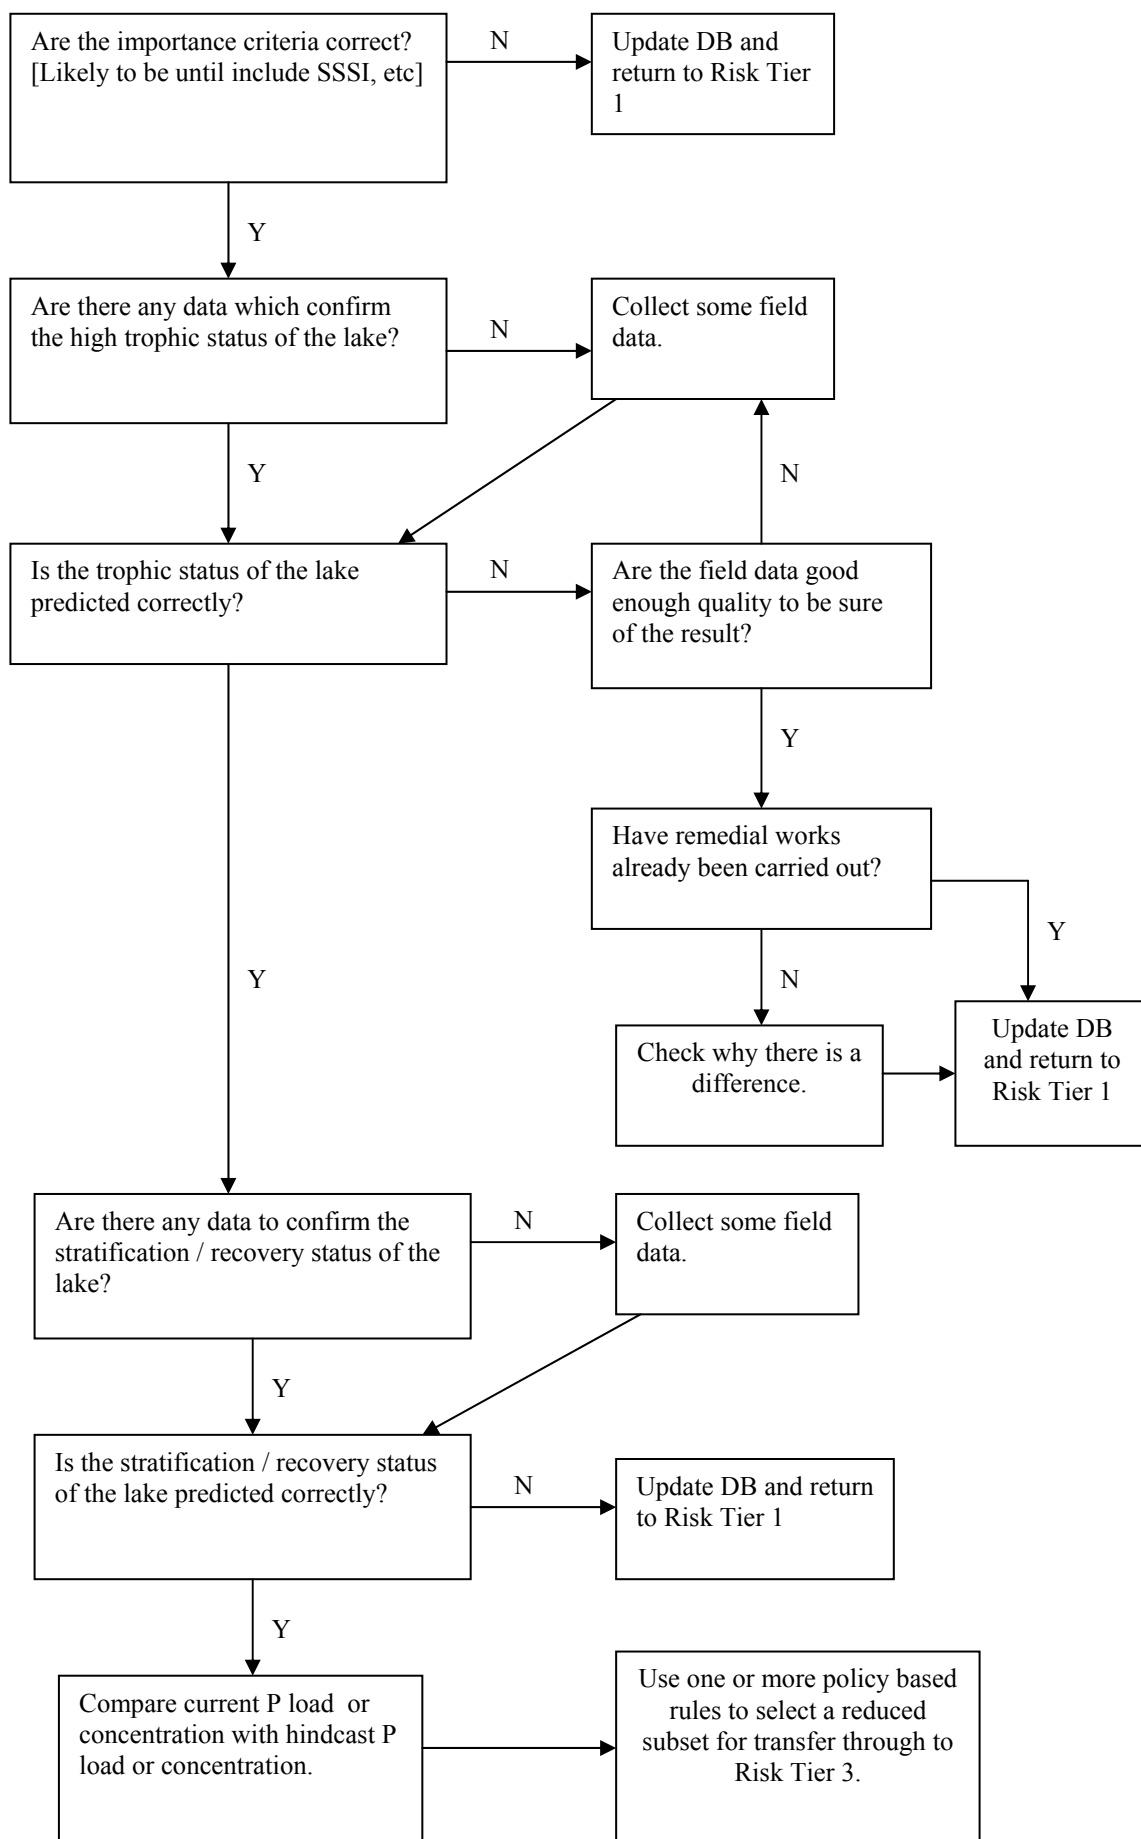 Are the importance criteria correct?
[Likely to be until include SSSI, etc]
N
Update DB and
return to Risk Tier
1
Y
Are there any data which confirm
the high trophic status of the lake?
N
Collect some field
data.
Y
N
Is the trophic status of the lake
predicted correctly?
N
Are the field data good
enough quality to be sure
of the result?
Y
Have remedial works
already been carried out?
Y
Y
N
Check why there is a
difference.
Update DB
and return to
Risk Tier 1
Are there any data to confirm the
stratification / recovery status of the
lake?
N
Collect some field
data.
Y
Is the stratification / recovery status
of the lake predicted correctly?
N
Update DB and return
to Risk Tier 1
Y
Compare current P load or
concentration with hindcast P
load or concentration.
Use one or more policy based
rules to select a reduced
subset for transfer through to
Risk Tier 3.